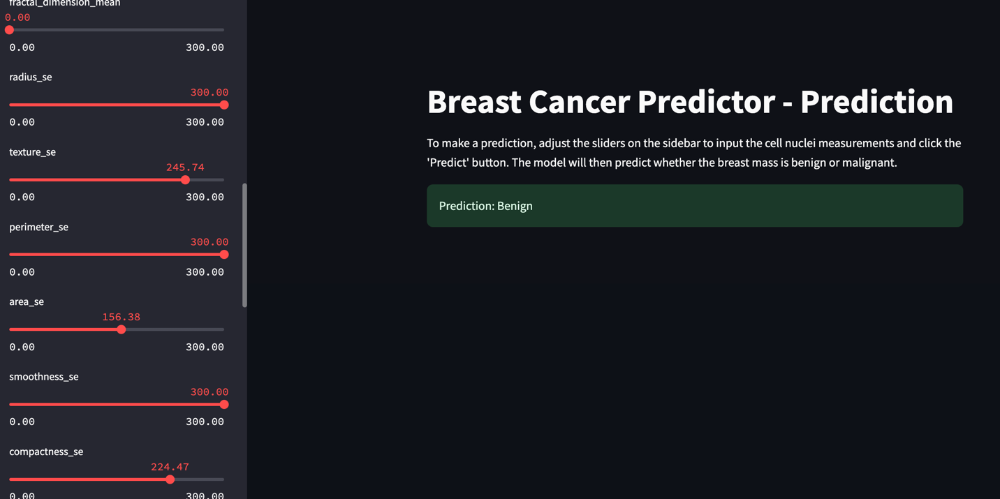 fractal_dimension_mean
0.00
0.00 300.00
radius_se
300.00
0.00 300.00
texture_se
245.74
0.00 300.00
perimeter_se
300.00
0.00 300.00
area_se
156.38
0.00 300.00
smoothness_se
300.00
0.00 300.00
compactness_se
224.47
0.00 300.00
Breast Cancer Predictor - Prediction
To make a prediction, adjust the sliders on the sidebar to input the cell nuclei measurements and click the
'Predict' button. The model will then predict whether the breast mass is benign or malignant.
Prediction: Benign